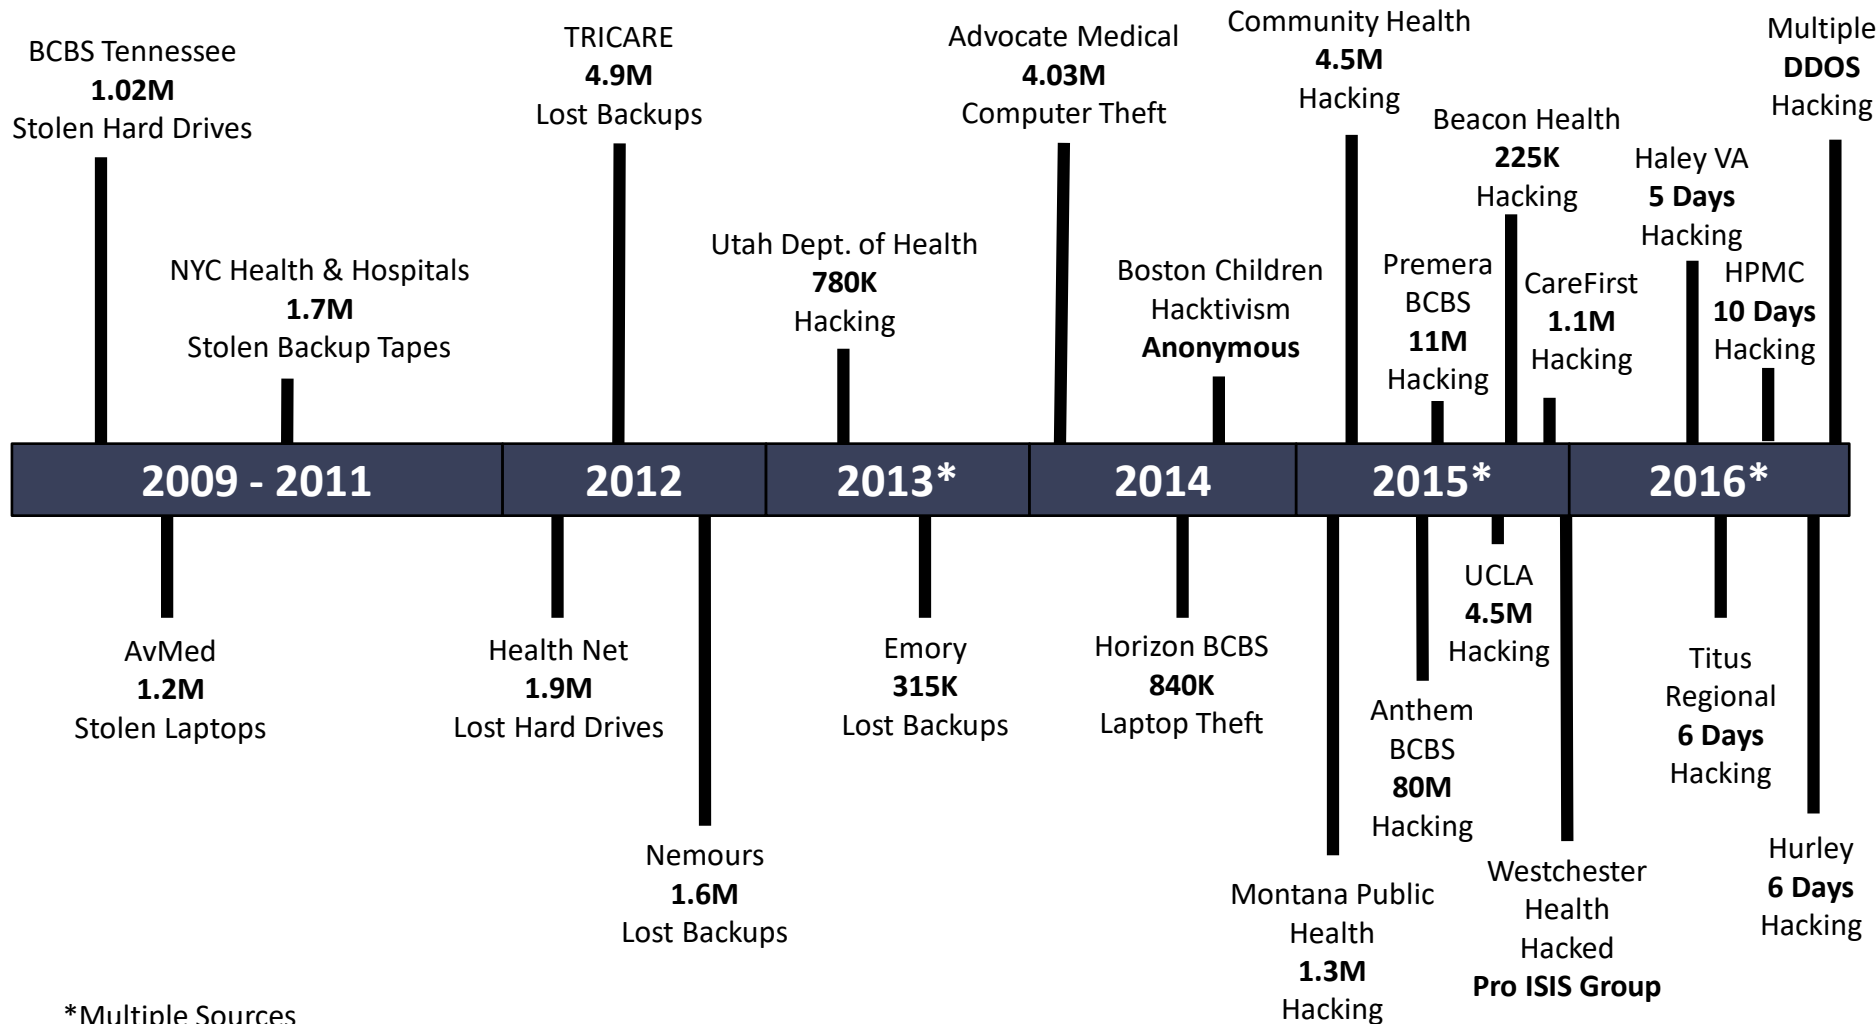 BCBS Tennessee
1.02M
Stolen Hard Drives
NYC Health & Hospitals
1.7M
Stolen Backup Tapes
TRICARE
4.9M
Lost Backups
Utah Dept. of Health
780K
Hacking
Advocate Medical
4.03M
Computer Theft
Boston Children
Hacktivism
Anonymous
Community Health
4.5M
Hacking
Premera
BCBS
11M
Hacking
Beacon Health
225K
Hacking
CareFirst
1.1M
Hacking
Haley VA
5 Days
Hacking
HPMC
10 Days
Hacking
Multiple
DDOS
Hacking
2009 - 2011
2012
2013*
2014
2015*
2016*
AvMed
1.2M
Stolen Laptops
Health Net
1.9M
Lost Hard Drives
Nemours
1.6M
Lost Backups
Emory
315K
Lost Backups
Horizon BCBS
840K
Laptop Theft
Montana Public
Health
1.3M
Hacking
Anthem
BCBS
80M
Hacking
UCLA
4.5M
Hacking
Westchester
Health
Hacked
Pro ISIS Group
Titus
Regional
6 Days
Hacking
Hurley
6 Days
Hacking
*Multiple Sources